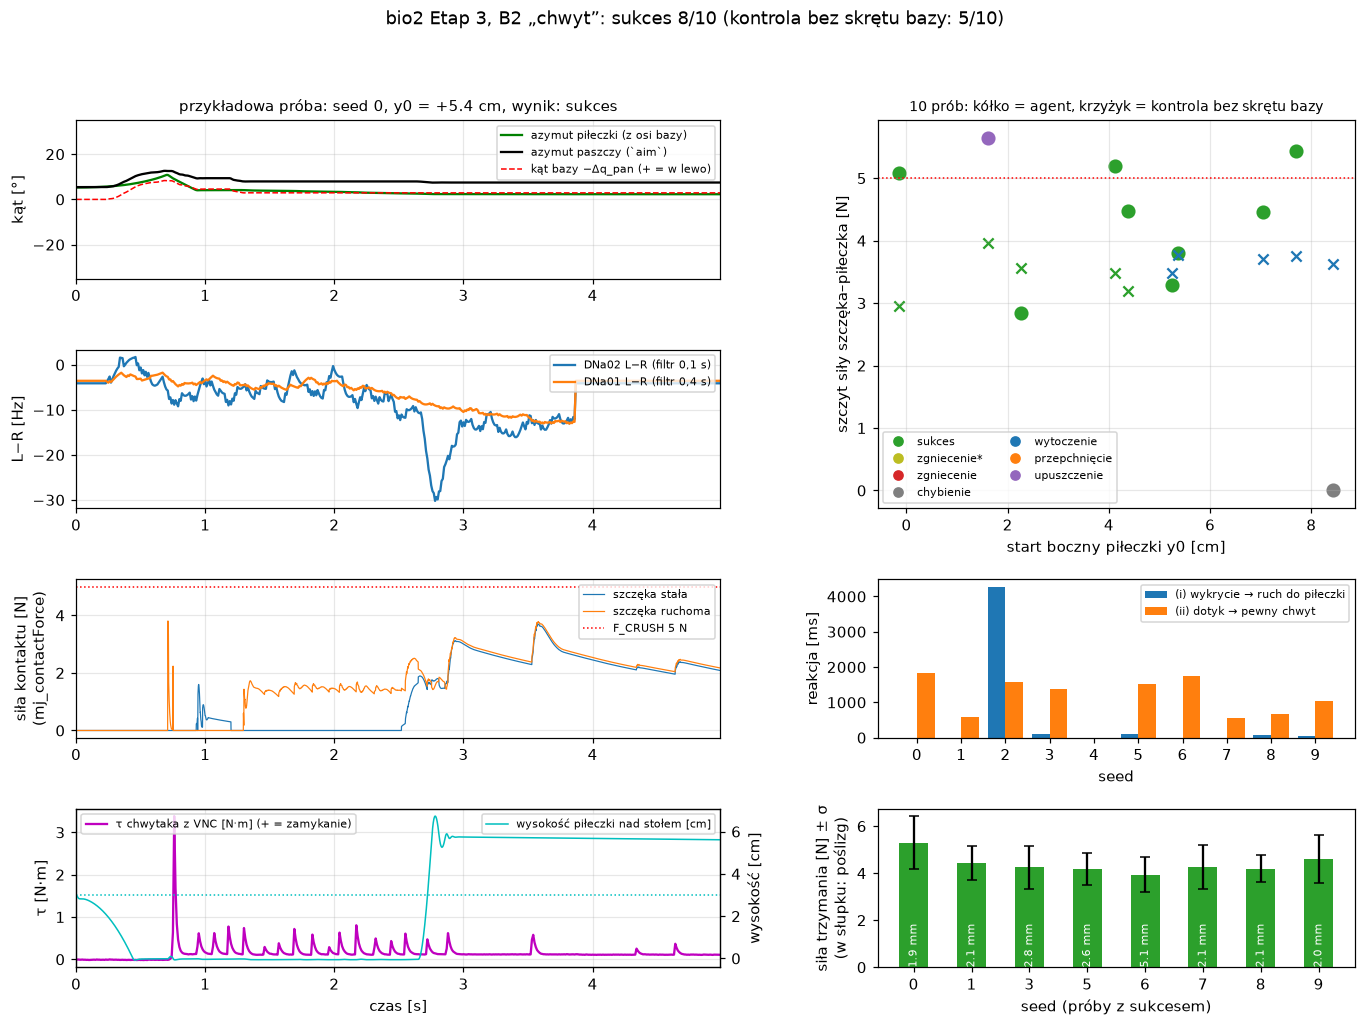 bio2 Etap 3, B2 „chwyt”: sukces 8/10 (kontrola bez skrętu bazy: 5/10)
przykładowa próba: seed 0, y0 = +5.4 cm, wynik: sukces
kąt [°]
20
0
−20
azymut piłeczki (z osi bazy)
azymut paszczy (`aim`)
kąt bazy −Δq_pan (+ = w lewo)
0 1 2 3 4
L−R [Hz]
0
−10
−20
−30
DNa02 L−R (filtr 0,1 s)
DNa01 L−R (filtr 0,4 s)
0 1 2 3 4
siła kontaktu [N]
(mj_contactForce)
4
2
0
szczęka stała
szczęka ruchoma
F_CRUSH 5 N
0 1 2 3 4
τ [N·m]
3
2
1
0
τ chwytaka z VNC [N·m] (+ = zamykanie)
wysokość piłeczki nad stołem [cm]
6
4
2
0
wysokość [cm]
0 1 2 3 4
czas [s]
10 prób: kółko = agent, krzyżyk = kontrola bez skrętu bazy
szczyt siły szczęka–piłeczka [N]
5
4
3
2
1
0
sukces
zgniecenie*
zgniecenie
chybienie
wytoczenie
przepchnięcie
upuszczenie
0 2 4 6 8
start boczny piłeczki y0 [cm]
reakcja [ms]
4000
3000
2000
1000
0
(i) wykrycie → ruch do piłeczki
(ii) dotyk → pewny chwyt
0 1 2 3 4 5 6 7 8 9
seed
siła trzymania [N] ± σ
(w słupku: poślizg)
6
4
2
0
1.9 mm
2.1 mm
2.8 mm
2.6 mm
5.1 mm
2.1 mm
2.1 mm
2.0 mm
0 1 3 5 6 7 8 9
seed (próby z sukcesem)